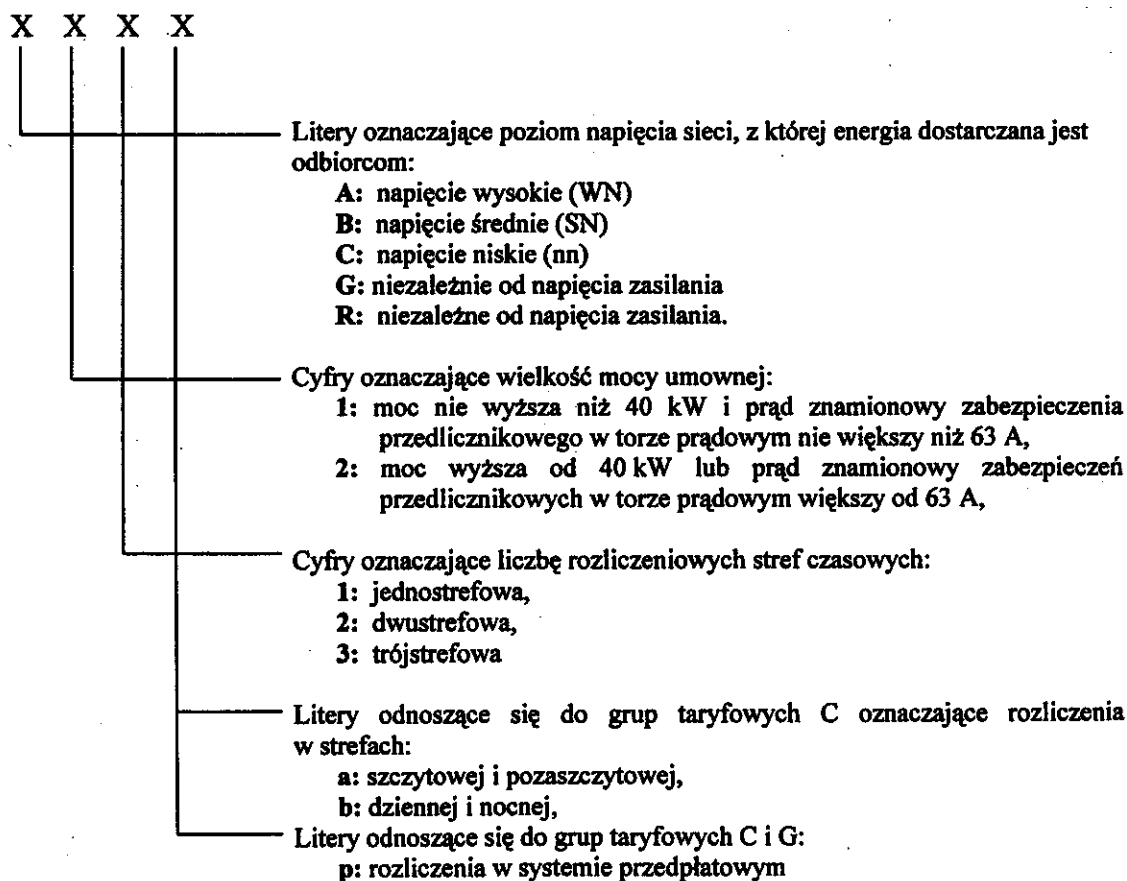 X X X X
Litery oznaczające poziom napięcia sieci, z której energia dostarczana jest
odbiorcom:
A: napięcie wysokie (WN)
B: napięcie średnie (SN)
C: napięcie niskie (nn)
G: niezależnie od napięcia zasilania
R: niezależne od napięcia zasilania.
Cyfry oznaczające wielkość mocy umownej:
1: moc nie wyższa niż 40 kW i prąd znamionowy zabezpieczenia
przedlicznikowego w torze prądowym nie większy niż 63 A,
2: moc wyższa od 40 kW lub prąd znamionowy zabezpieczeń
przedlicznikowych w torze prądowym większy od 63 A,
Cyfry oznaczające liczbę rozliczeniowych stref czasowych:
1: jednostrefowa,
2: dwustrefowa,
3: trójstrefowa
Litery odnoszące się do grup taryfowych C oznaczające rozliczenia
w strefach:
a: szczytowej i pozaszczytowej,
b: dziennej i nocnej,
Litery odnoszące się do grup taryfowych C i G:
p: rozliczenia w systemie przedpłatowym